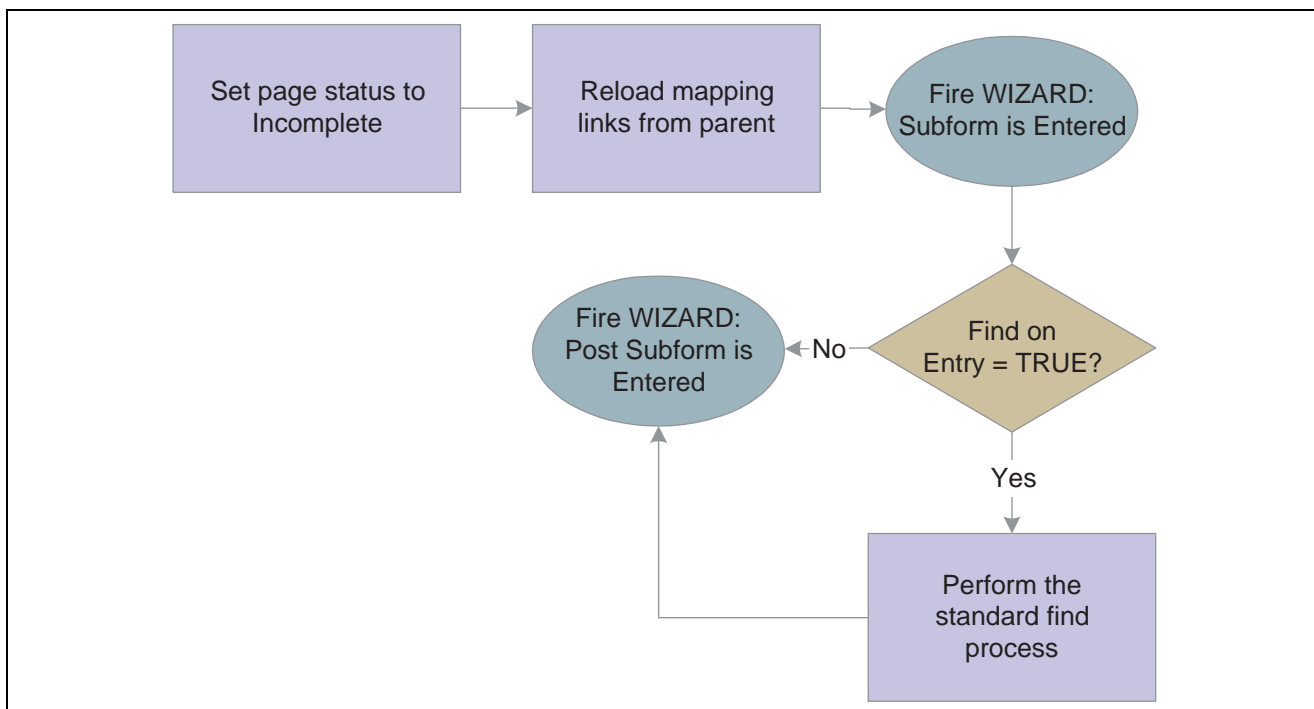 Set page status to
Incomplete
Reload mapping
links from parent
Fire WIZARD:
Subform is Entered
Find on
Entry = TRUE?
No
Fire WIZARD:
Post Subform is
Entered
Yes
Perform the
standard find
process